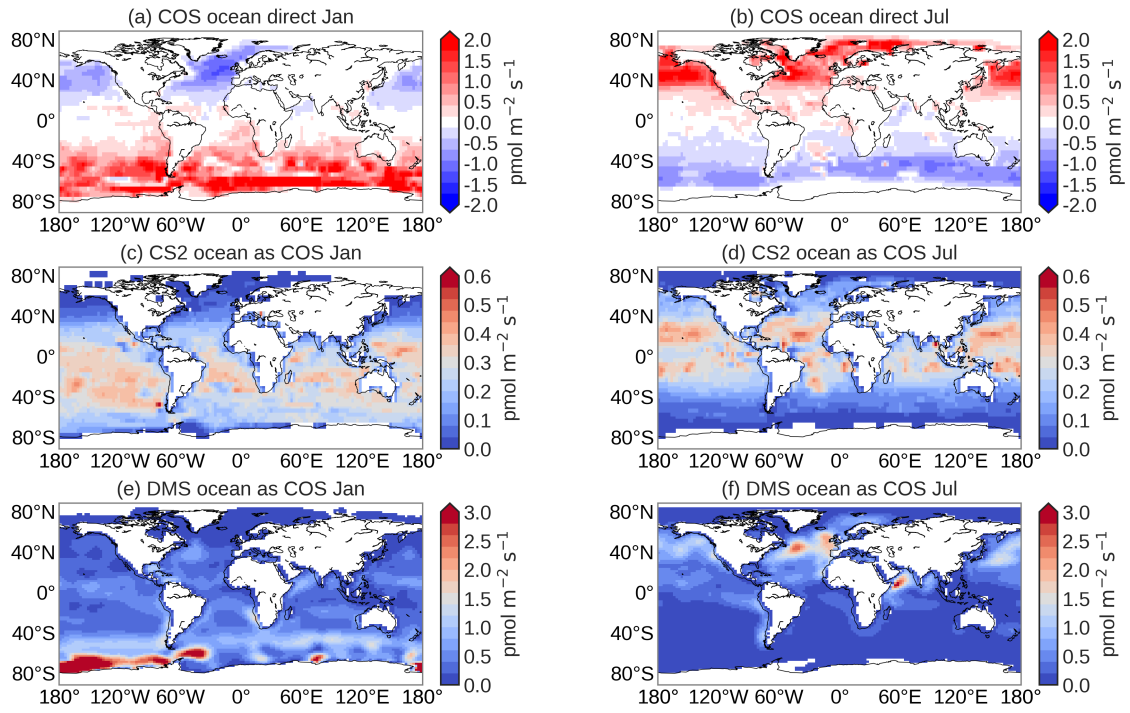 (a) COS ocean direct Jan
80°N
40°N
0°
40°S
80°S
180° 120°W 60°W 0° 60°E 120°E 180°
2.0
1.5
1.0
0.5
0.0
-0.5
-1.0
-1.5
-2.0
pmol m−2 s−1
(b) COS ocean direct Jul
80°N
40°N
0°
40°S
80°S
180° 120°W 60°W 0° 60°E 120°E 180°
2.0
1.5
1.0
0.5
0.0
-0.5
-1.0
-1.5
-2.0
pmol m−2 s−1
(c) CS2 ocean as COS Jan
80°N
40°N
0°
40°S
80°S
180° 120°W 60°W 0° 60°E 120°E 180°
0.6
0.5
0.4
0.3
0.2
0.1
0.0
pmol m−2 s−1
(d) CS2 ocean as COS Jul
80°N
40°N
0°
40°S
80°S
180° 120°W 60°W 0° 60°E 120°E 180°
0.6
0.5
0.4
0.3
0.2
0.1
0.0
pmol m−2 s−1
(e) DMS ocean as COS Jan
80°N
40°N
0°
40°S
80°S
180° 120°W 60°W 0° 60°E 120°E 180°
3.0
2.5
2.0
1.5
1.0
0.5
0.0
pmol m−2 s−1
(f) DMS ocean as COS Jul
80°N
40°N
0°
40°S
80°S
180° 120°W 60°W 0° 60°E 120°E 180°
3.0
2.5
2.0
1.5
1.0
0.5
0.0
pmol m−2 s−1